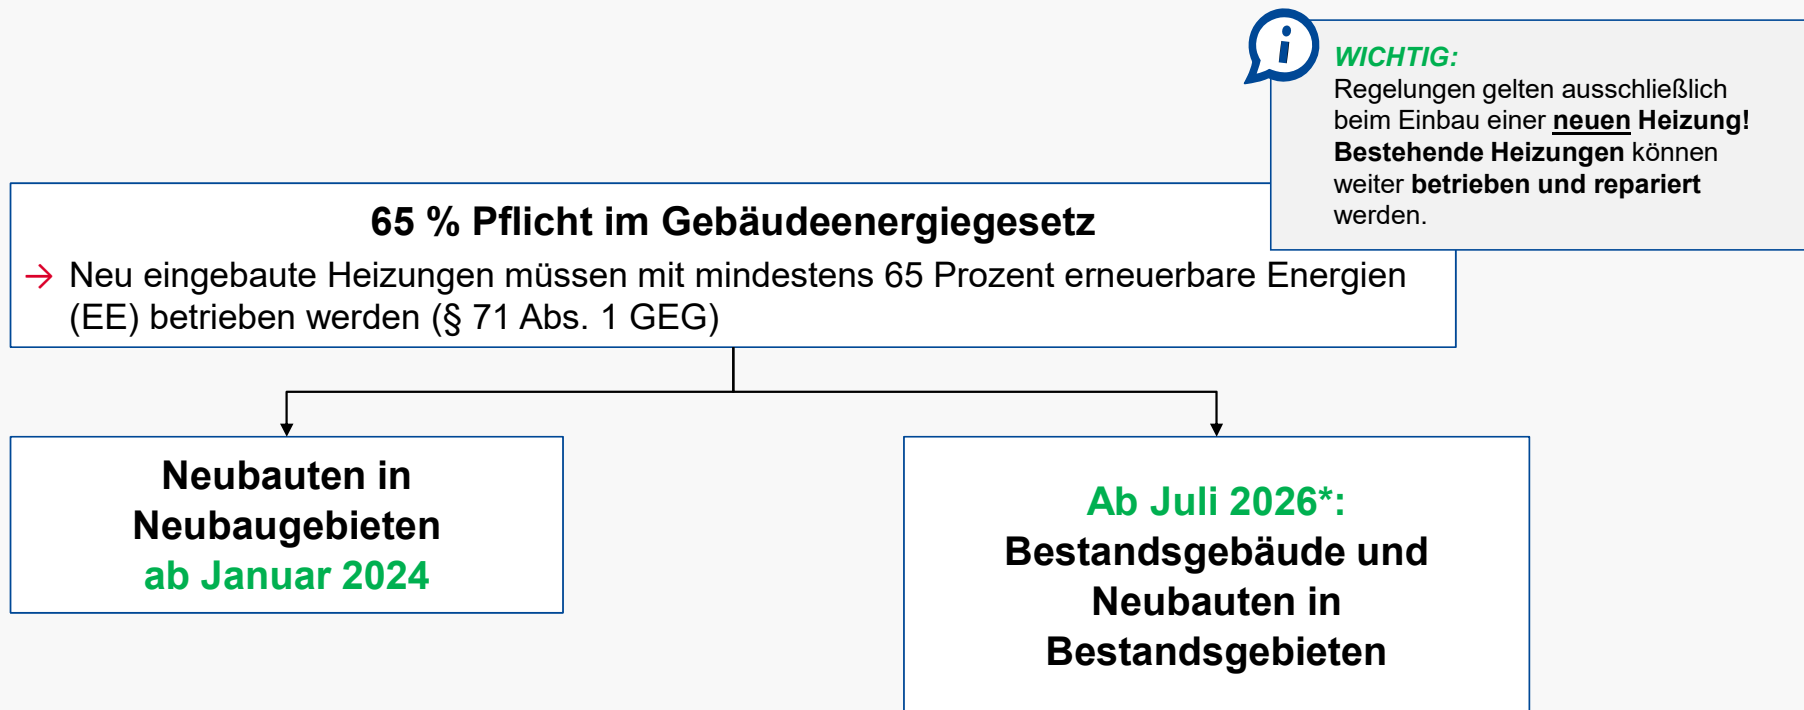 i
WICHTIG:
Regelungen gelten ausschließlich
beim Einbau einer neuen Heizung!
Bestehende Heizungen können
weiter betrieben und repariert
werden.
65 % Pflicht im Gebäudeenergiegesetz
→ Neu eingebaute Heizungen müssen mit mindestens 65 Prozent erneuerbare Energien
(EE) betrieben werden (§ 71 Abs. 1 GEG)
Neubauten in
Neubaugebieten
ab Januar 2024
Ab Juli 2026*:
Bestandsgebäude und
Neubauten in
Bestandsgebieten